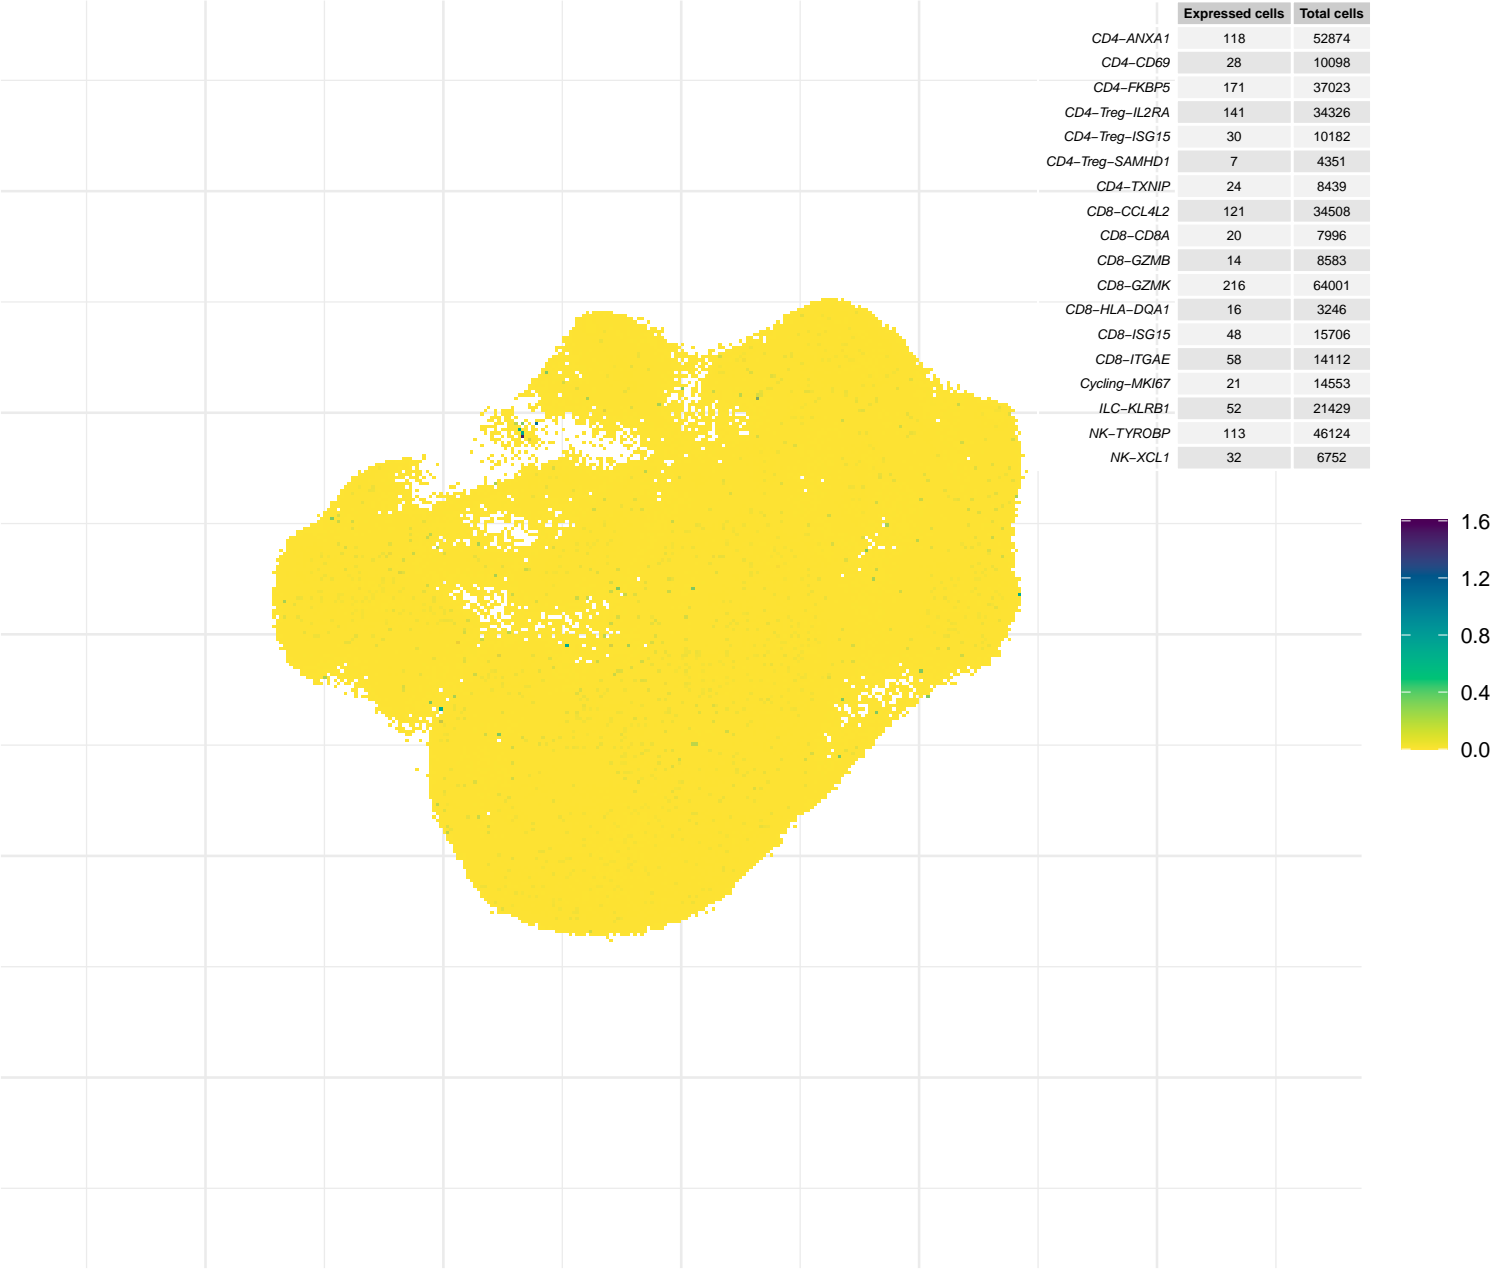 Expressed cells Total cells
CD4−ANXA1 118 52874
CD4−CD69 28 10098
CD4−FKBP5 171 37023
CD4−Treg−IL2RA 141 34326
CD4−Treg−ISG15 30 10182
CD4−Treg−SAMHD1 7 4351
CD4−TXNIP 24 8439
CD8−CCL4L2 121 34508
CD8−CD8A 20 7996
CD8−GZMB 14 8583
CD8−GZMK 216 64001
CD8−HLA−DQA1 16 3246
CD8−ISG15 48 15706
CD8−ITGAE 58 14112
Cycling−MKI67 21 14553
ILC−KLRB1 52 21429
NK−TYROBP 113 46124
NK−XCL1 32 6752
1.6
1.2
0.8
0.4
0.0